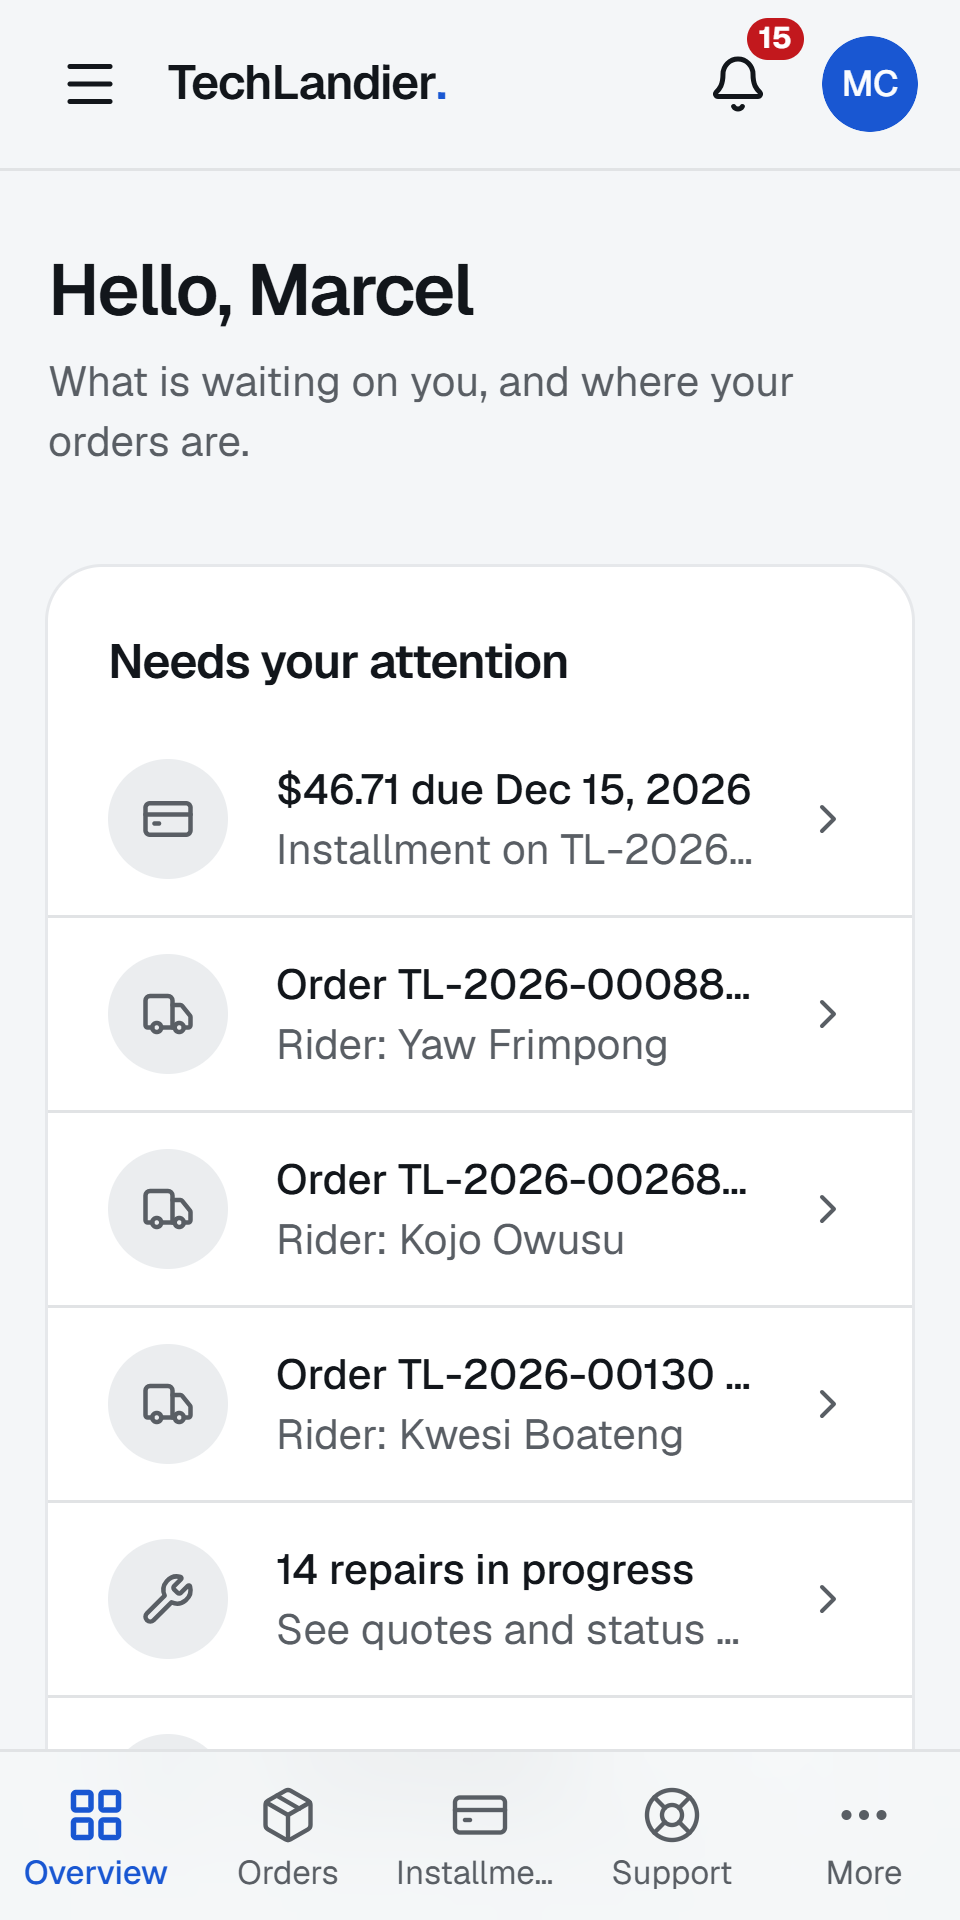 15
TechLandier.
MC
Hello, Marcel
What is waiting on you, and where your
orders are.
Needs your attention
$46.71 due Dec 15, 2026
Installment on TL-2026...
Order TL-2026-00088...
Rider: Yaw Frimpong
Order TL-2026-00268...
Rider: Kojo Owusu
Order TL-2026-00130 ...
Rider: Kwesi Boateng
14 repairs in progress
See quotes and status ...
Overview
Orders
Installme...
Support
More